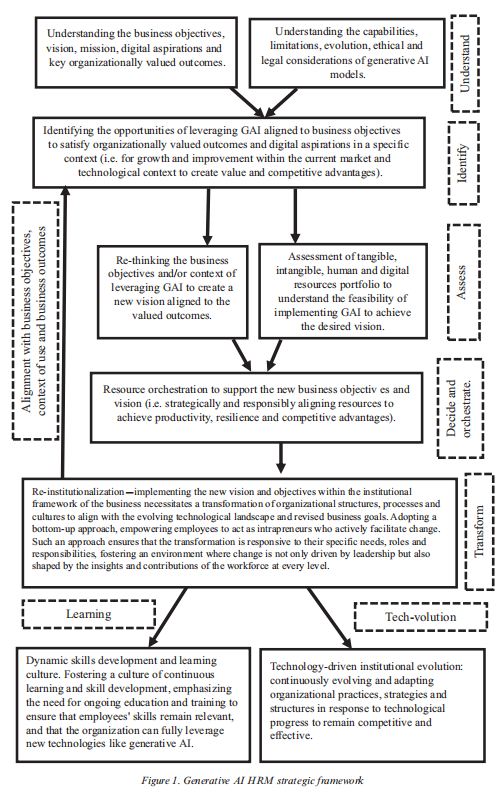 Understanding the business objectives,
vision, mission, digital aspirations and
key organizationally valued outcomes.
Understanding the capabilities,
limitations, evolution, ethical and
legal considerations of generative AI
models.
Understand
Identifying the opportunities of leveraging GAI aligned to business objectives
to satisfy organizationally valued outcomes and digital aspirations in a specific
context (i.e. for growth and improvement within the current market and
technological context to create value and competitive advantages).
Identify
Alignment with business objectives,
context of use and business outcomes
Re-thinking the business
objectives and/or context of
leveraging GAI to create a
new vision aligned to the
valued outcomes.
Assessment of tangible,
intangible, human and digital
resources portfolio to
understand the feasibility of
implementing GAI to achieve
the desired vision.
Assess
Resource orchestration to support the new business objectiv es and
vision (i.e. strategically and responsibly aligning resources to
achieve productivity, resilience and competitive advantages).
Decide and
orchestrate.
Re-institutionalization—implementing the new vision and objectives within the institutional
framework of the business necessitates a transformation of organizational structures, processes and
cultures to align with the evolving technological landscape and revised business goals. Adopting a
bottom-up approach, empowering employees to act as intrapreneurs who actively facilitate change.
Such an approach ensures that the transformation is responsive to their specific needs, roles and
responsibilities, fostering an environment where change is not only driven by leadership but also
shaped by the insights and contributions of the workforce at every level.
Transform
Learning
Tech-volution
Dynamic skills development and learning
culture. Fostering a culture of continuous
learning and skill development, emphasizing
the need for ongoing education and training to
ensure that employees' skills remain relevant,
and that the organization can fully leverage
new technologies like generative AI.
Technology-driven institutional evolution:
continuously evolving and adapting
organizational practices, strategies and
structures in response to technological
progress to remain competitive and
effective.
Figure 1. Generative AI HRM strategic framework